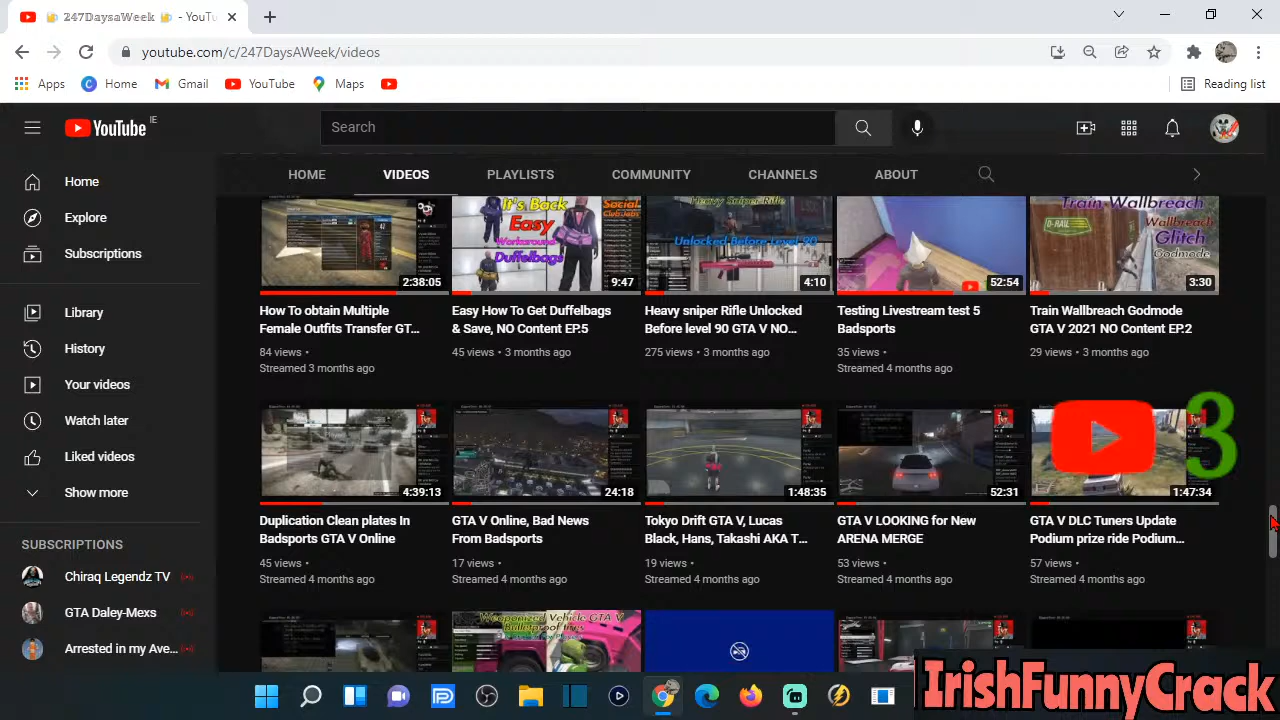 247DaysaWeek - YouTu
youtube.com/c/247DaysAWeek/videos
Apps Home Gmail YouTube Maps Reading list
YouTube IE Search
HOME VIDEOS PLAYLISTS COMMUNITY CHANNELS ABOUT
Home
Explore
Subscriptions
Library
History
Your videos
Watch later
Liked videos
Show more
SUBSCRIPTIONS
Chiraq Legendz TV
GTA Daley-Mexs
Arrested in my Pane...
2:38:05
How To obtain Multiple
Female Outfits Transfer GT...
84 views •
Streamed 3 months ago
It's Back
Easy
Workaround
Duffelbags
Social
Club Jobs
9:47
Easy How To Get Duffelbags
& Save, NO Content EP.5
45 views • 3 months ago
Heavy Sniper Rifle
Unlocked Before Level 90
4:10
Heavy sniper Rifle Unlocked
Before level 90 GTA V NO...
275 views • 3 months ago
52:54
Testing Livestream test 5
Badsports
35 views •
Streamed 4 months ago
Train Wallbreach
Wallbreach
Glitch
Godmode
3:30
Train Wallbreach Godmode
GTA V 2021 NO Content EP.2
29 views • 3 months ago
4:39:13
Duplication Clean plates In
Badsports GTA V Online
45 views •
Streamed 4 months ago
24:18
GTA V Online, Bad News
From Badsports
17 views •
Streamed 4 months ago
1:48:35
Tokyo Drift GTA V, Lucas
Black, Hans, Takashi AKA T...
19 views •
Streamed 4 months ago
52:31
GTA V LOOKING for New
ARENA MERGE
53 views •
Streamed 4 months ago
3
1:47:34
GTA V DLC Tuners Update
Podium prize ride Podium...
57 views •
Streamed 4 months ago
Weaponized Vehicle GTA V
IrishFunnyCrack